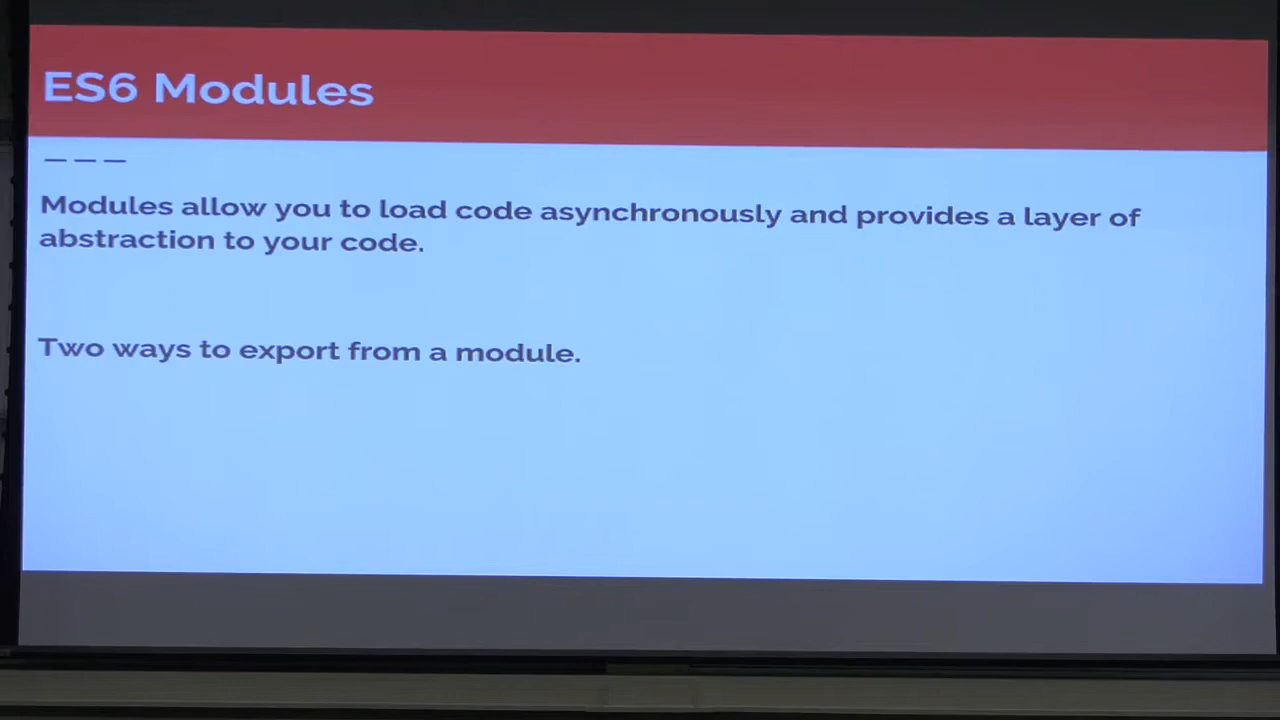 ES6 Modules
Modules allow you to load code asynchronously and provides a layer of
abstraction to your code.
Two ways to export from a module.